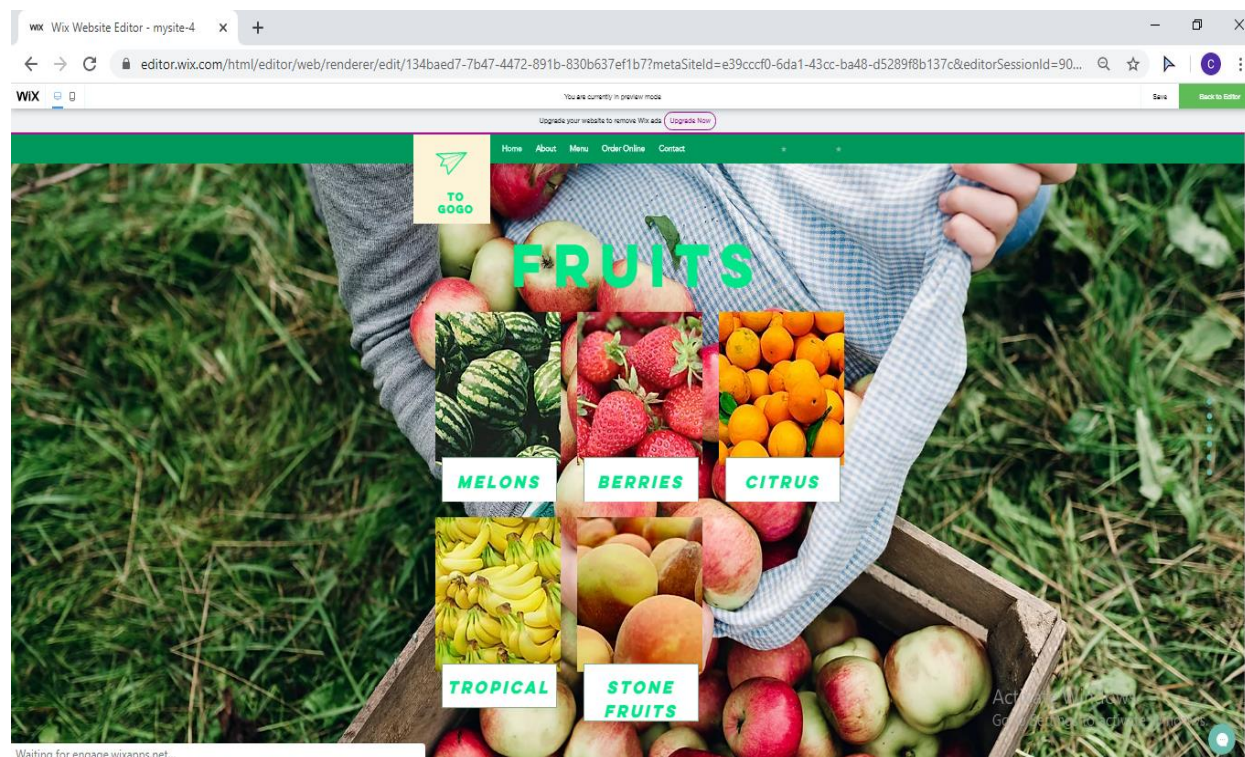 WiX Wix Website Editor - mysite-4
editor.wix.com/html/editor/web/renderer/edit/134baed7-7b47-4472-891b-830b637ef1b7?metaSiteId=e39cccf0-6da1-43cc-ba48-d5289f8b137c&editorSessionId=90...
C
WiX
You are currently in preview mode
Save
Back to Editor
Upgrade your website to remove Wix ads
Upgrade Now
Home About Menu Order Online Contact
TO
GOGO
FRUITS
MELONS
BERRIES
CITRUS
TROPICAL
STONE
FRUITS
Waiting for engage.wixapps.net...